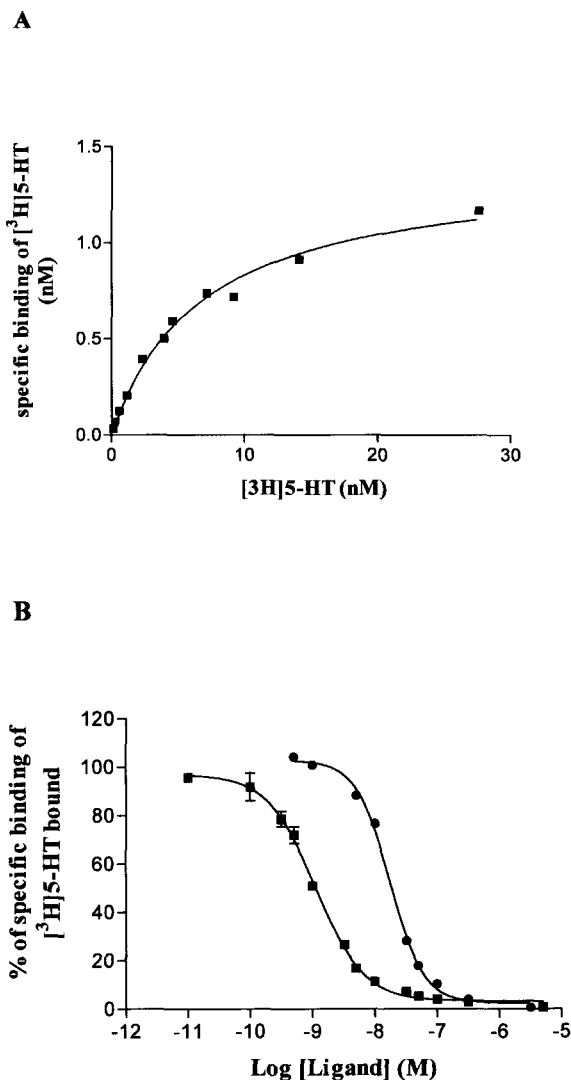 A
specific binding of [³H]5-HT
(nM)
1.5
1.0
0.5
0.0
0 10 20 30
[3H]5-HT (nM)
B
% of specific binding of
[³H]5-HT bound
120
100
80
60
40
20
0
-12 -11 -10 -9 -8 -7 -6 -5
Log [Ligand] (M)